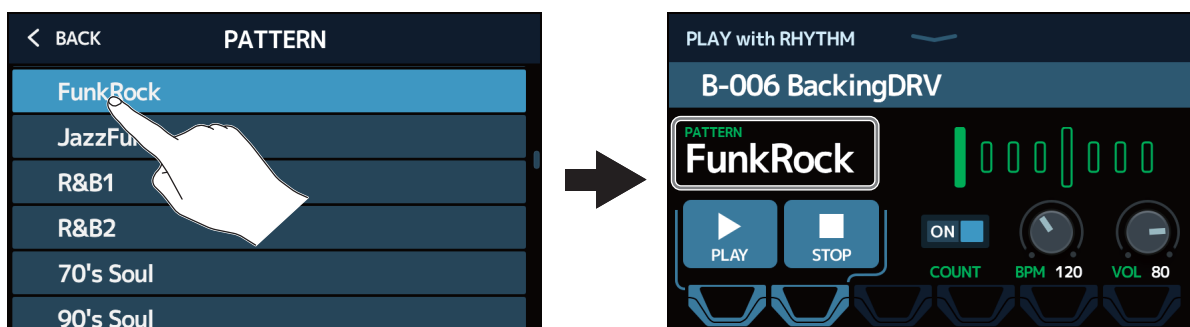 BACK
PATTERN
FunkRock
R&B1
R&B2
70's Soul
90's Soul
PLAY with RHYTHM
B-006 BackingDRV
PATTERN
FunkRock
PLAY
STOP
ON
COUNT
BPM 120
VOL 80